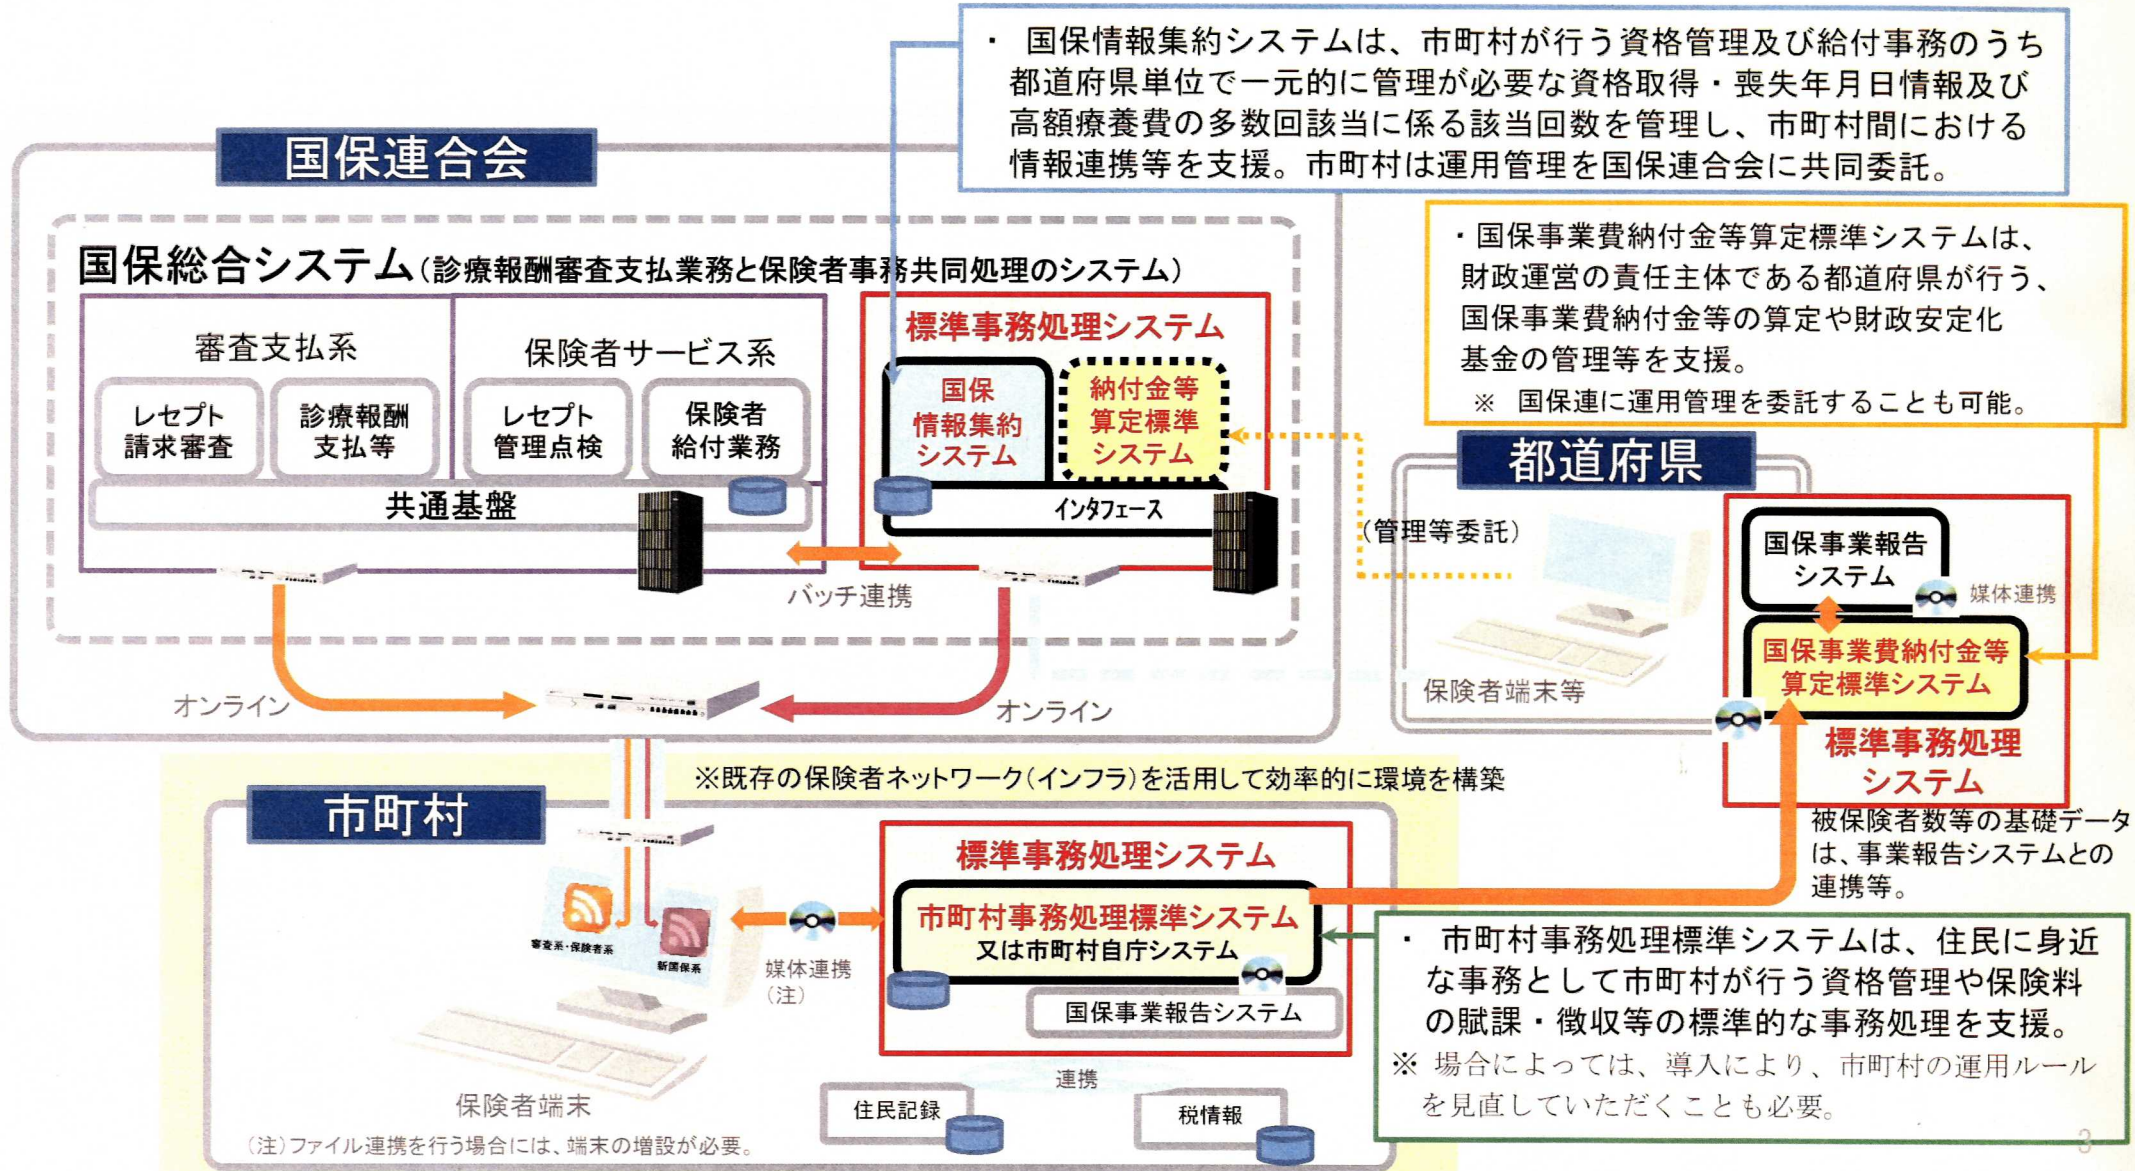 ・ 国保情報集約システムは、市町村が行う資格管理及び給付事務のうち
都道府県単位で一元的に管理が必要な資格取得・喪失年月日情報及び
高額療養費の多数回該当に係る該当回数を管理し、市町村間における
情報連携等を支援。市町村は運用管理を国保連合会に共同委託。
国保連合会
国保総合システム(診療報酬審査支払業務と保険者事務共同処理のシステム)
審査支払系
レセプト
請求審査
診療報酬
支払等
保険者サービス系
レセプト
管理点検
保険者
給付業務
共通基盤
標準事務処理システム
国保
情報集約
システム
納付金等
算定標準
システム
インタフェース
バッチ連携
オンライン
オンライン
・国保事業費納付金等算定標準システムは、
財政運営の責任主体である都道府県が行う、
国保事業費納付金等の算定や財政安定化
基金の管理等を支援。
※ 国保連に運用管理を委託することも可能。
都道府県
(管理等委託)
保険者端末等
国保事業報告
システム
媒体連携
国保事業費納付金等
算定標準システム
標準事務処理
システム
被保険者数等の基礎データ
は、事業報告システムとの
連携等。
※既存の保険者ネットワーク(インフラ)を活用して効率的に環境を構築
市町村
審査系・保険者系
新国保系
保険者端末
媒体連携
(注)
標準事務処理システム
市町村事務処理標準システム
又は市町村自庁システム
国保事業報告システム
連携
住民記録
税情報
(注)ファイル連携を行う場合には、端末の増設が必要。
・ 市町村事務処理標準システムは、住民に身近
な事務として市町村が行う資格管理や保険料
の賦課・徴収等の標準的な事務処理を支援。
※ 場合によっては、導入により、市町村の運用ルール
を見直していただくことも必要。
3